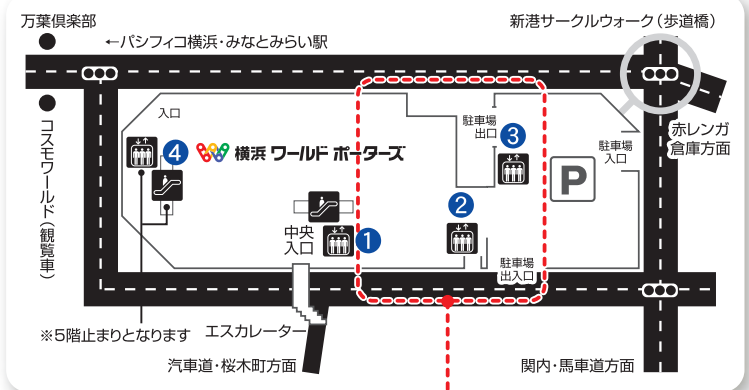 万葉倶楽部
←パシフィコ横浜・みなとみらい駅
新港サークルウォーク（歩道橋）
コスモワールド（観覧車）
入口
4
横浜 ワールド ポーターズ
駐車場
出口
3
駐車場
入口
赤レンガ
倉庫方面
P
中央
入口
1
2
駐車場
出入口
※5階止まりとなります
エスカレーター
汽車道・桜木町方面
関内・馬車道方面